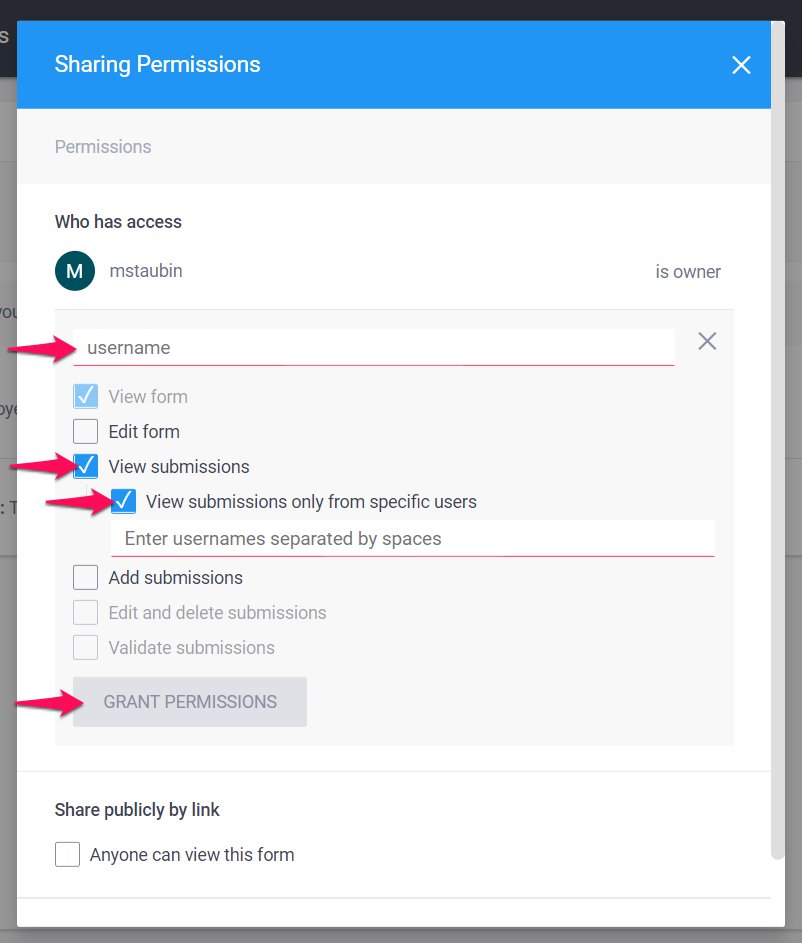 s
Sharing Permissions
Permissions
Who has access
M mstaubin is owner
you
username
View form
oye
Edit form
View submissions
: T
View submissions only from specific users
Enter usernames separated by spaces
Add submissions
Edit and delete submissions
Validate submissions
GRANT PERMISSIONS
Share publicly by link
Anyone can view this form